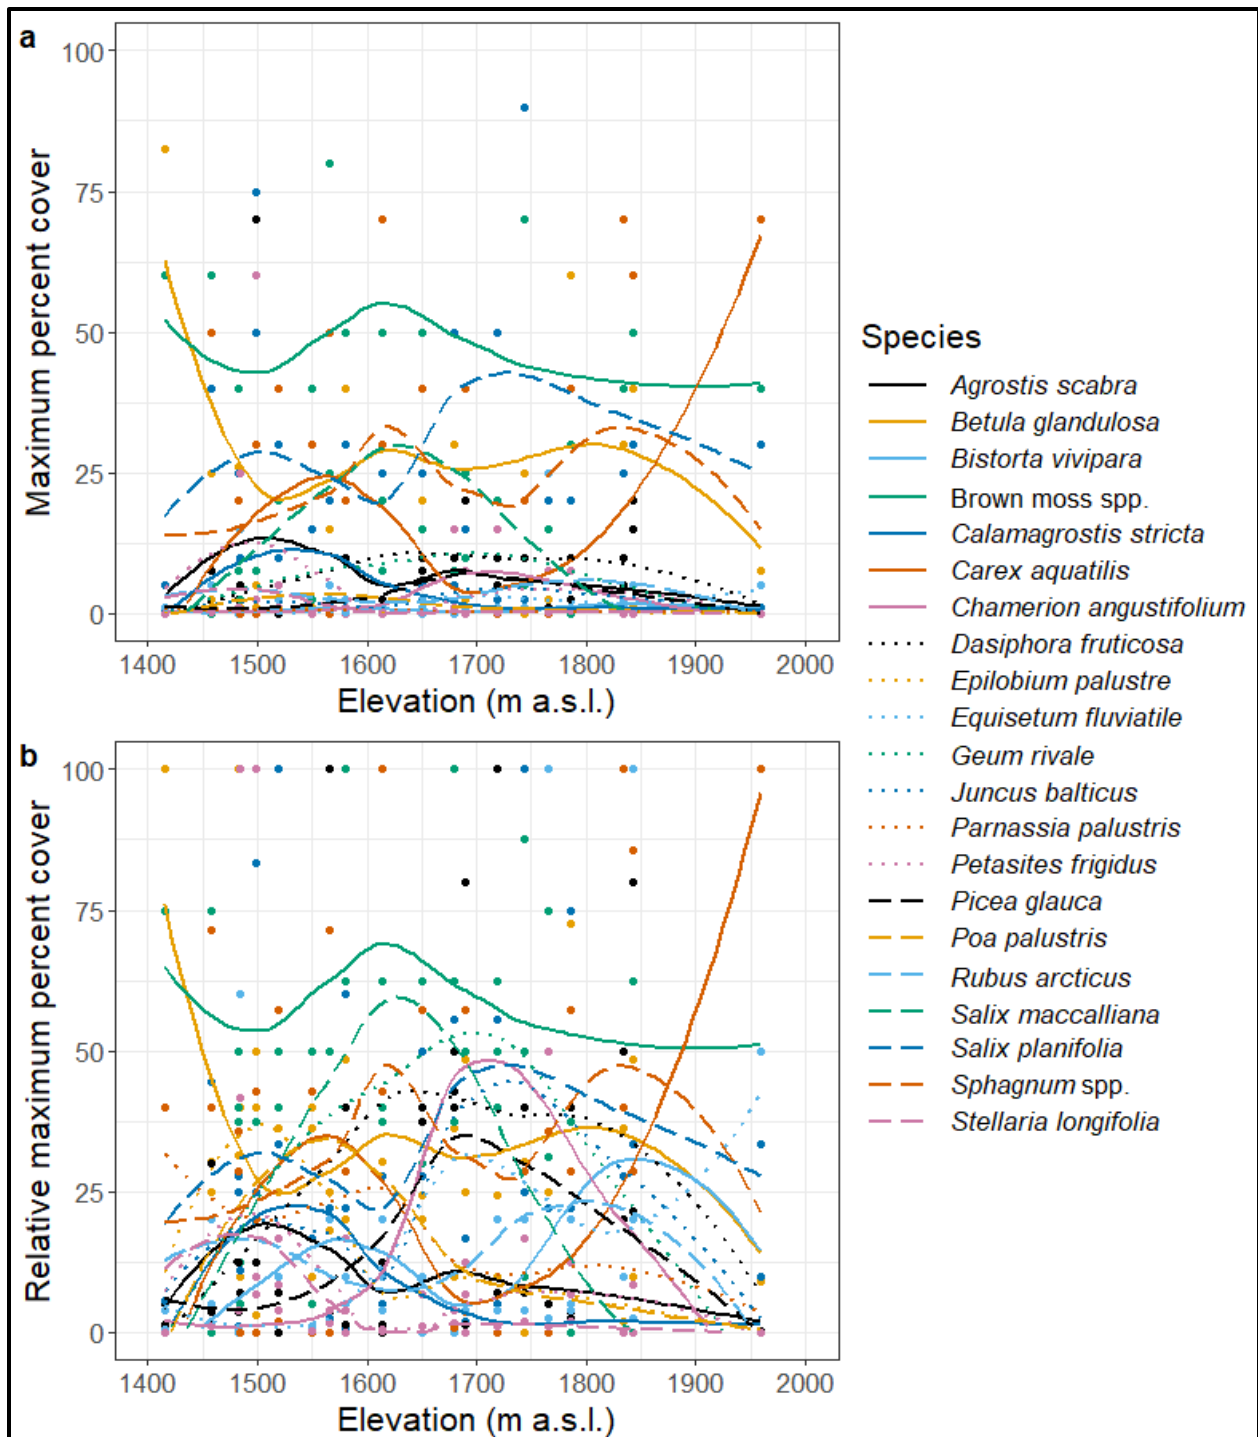 a
100
75
50
25
0
Maximum percent cover
1400 1500 1600 1700 1800 1900 2000
Elevation (m a.s.l.)
b
100
75
50
25
0
Relative maximum percent cover
1400 1500 1600 1700 1800 1900 2000
Elevation (m a.s.l.)
Species
Agrostis scabra
Betula glandulosa
Bistorta vivipara
Brown moss spp.
Calamagrostis stricta
Carex aquatilis
Chamerion angustifolium
Dasiphora fruticosa
Epilobium palustre
Equisetum fluviatile
Geum rivale
Juncus balticus
Parnassia palustris
Petasites frigidus
Picea glauca
Poa palustris
Rubus arcticus
Salix maccalliana
Salix planifolia
Sphagnum spp.
Stellaria longifolia